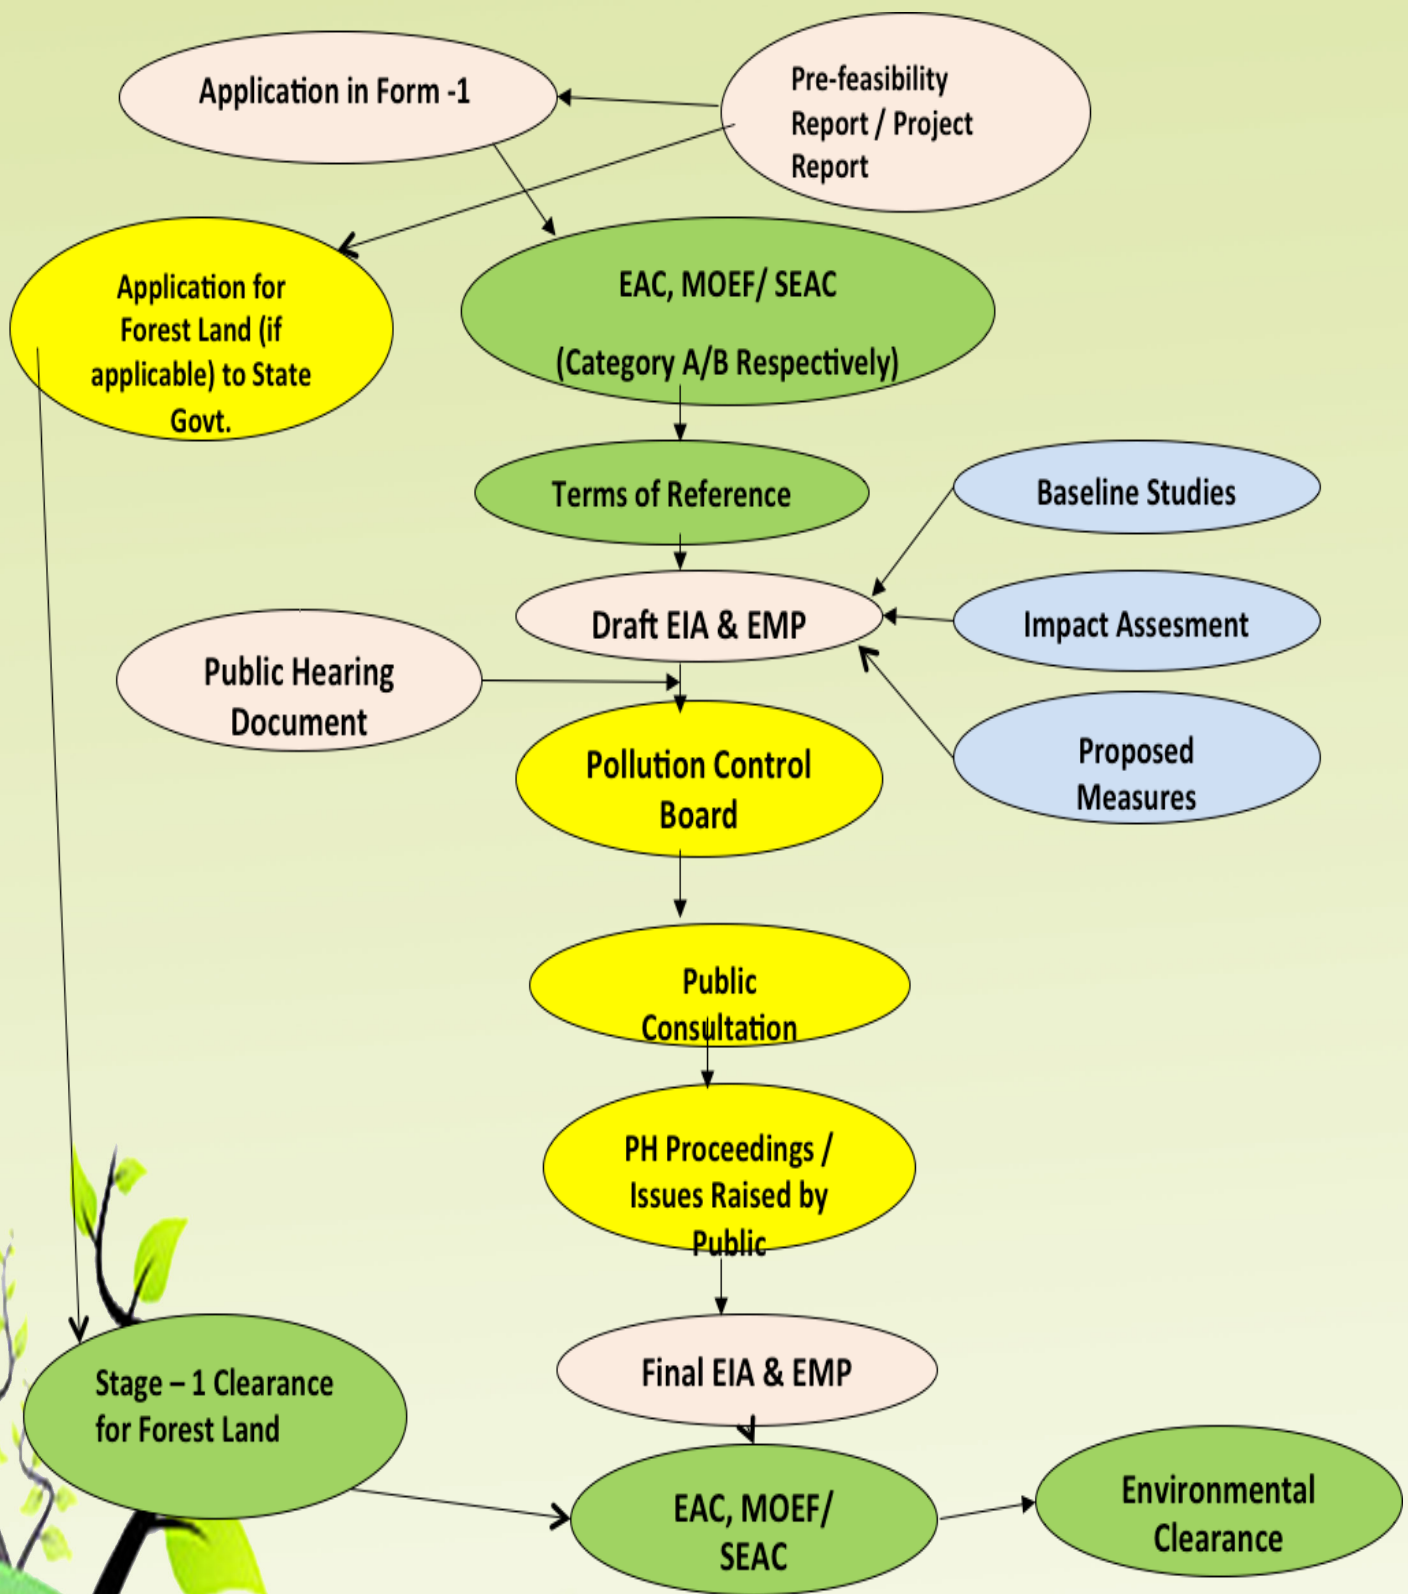 Application in Form -1
Pre-feasibility
Report / Project
Report
Application for
Forest Land (if
applicable) to State
Govt.
EAC, MOEF/ SEAC
(Category A/B Respectively)
Terms of Reference
Baseline Studies
Draft EIA & EMP
Impact Assesment
Public Hearing
Document
Proposed
Measures
Pollution Control
Board
Public
Consultation
PH Proceedings /
Issues Raised by
Public
Final EIA & EMP
Stage – 1 Clearance
for Forest Land
EAC, MOEF/
SEAC
Environmental
Clearance